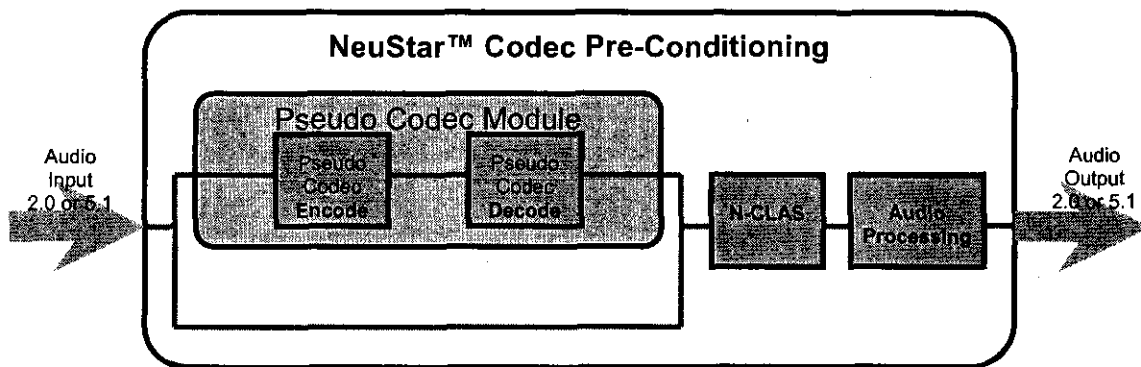 NeuStar™ Codec Pre-Conditioning
Pseudo Codec Module
Audio
Input
2.0 or 5.1
Pseudo
Codec
Encode
Pseudo
Codec
Decode
N-CLAS
Audio
Processing
Audio
Output
2.0 or 5.1